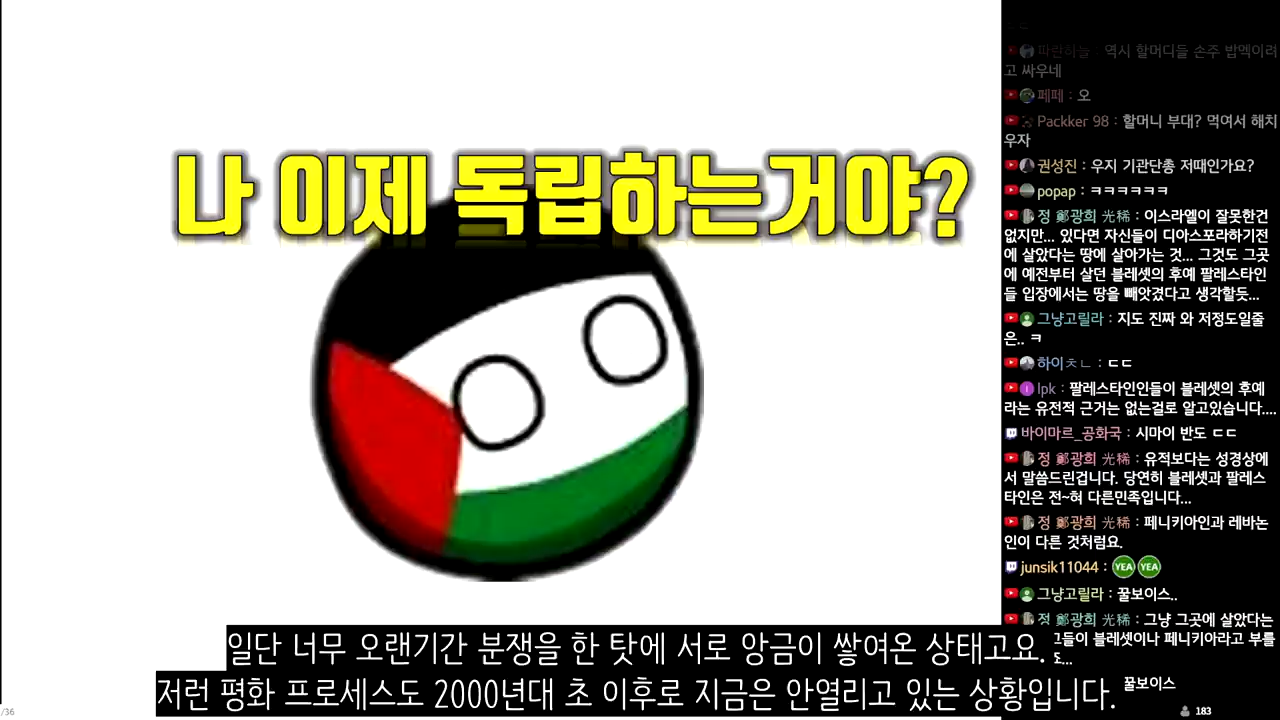 나 이제 독립하는거야?
일단 너무 오랜기간 분쟁을 한 탓에 서로 앙금이 쌓여온 상태고요.
저런 평화 프로세스도 2000년대 초 이후로 지금은 안열리고 있는 상황입니다.
/36
파란하늘 : 역시 할머디들 손주 밥멕이려
고 싸우네
페페 : 오
Packker 98 : 할머니 부대? 먹여서 해치
우자
권성진 : 우지 기관단총 저때인가요?
popap : ㅋㅋㅋㅋㅋㅋ
정 鄭광희 光稀 : 이스라엘이 잘못한건
없지만... 있다면 자신들이 디아스포라하기전
에 살았다는 땅에 살아가는 것... 그것도 그곳
에 예전부터 살던 블레셋의 후예 팔레스타인
들 입장에서는 땅을 빼앗겼다고 생각할듯...
그냥고릴라 : 지도 진짜 와 저정도일줄
은.. ㅋ
하이ㅊㄴ : ㄷㄷ
lpk : 팔레스타인인들이 블레셋의 후예
라는 유전적 근거는 없는걸로 알고있습니다....
바이마르_공화국 : 시마이 반도 ㄷㄷ
정 鄭광희 光稀 : 유적보다는 성경상에
서 말씀드린겁니다. 당연히 블레셋과 팔레스
타인은 전~혀 다른민족입니다...
정 鄭광희 光稀 : 페니키아인과 레바논
인이 다른 것처럼요.
junsik11044 : YEA YEA
그냥고릴라 : 꿀보이스..
정 鄭광희 光稀 : 그냥 그곳에 살았다는
그들이 블레셋이나 페니키아라고 부를
꿀보이스
183